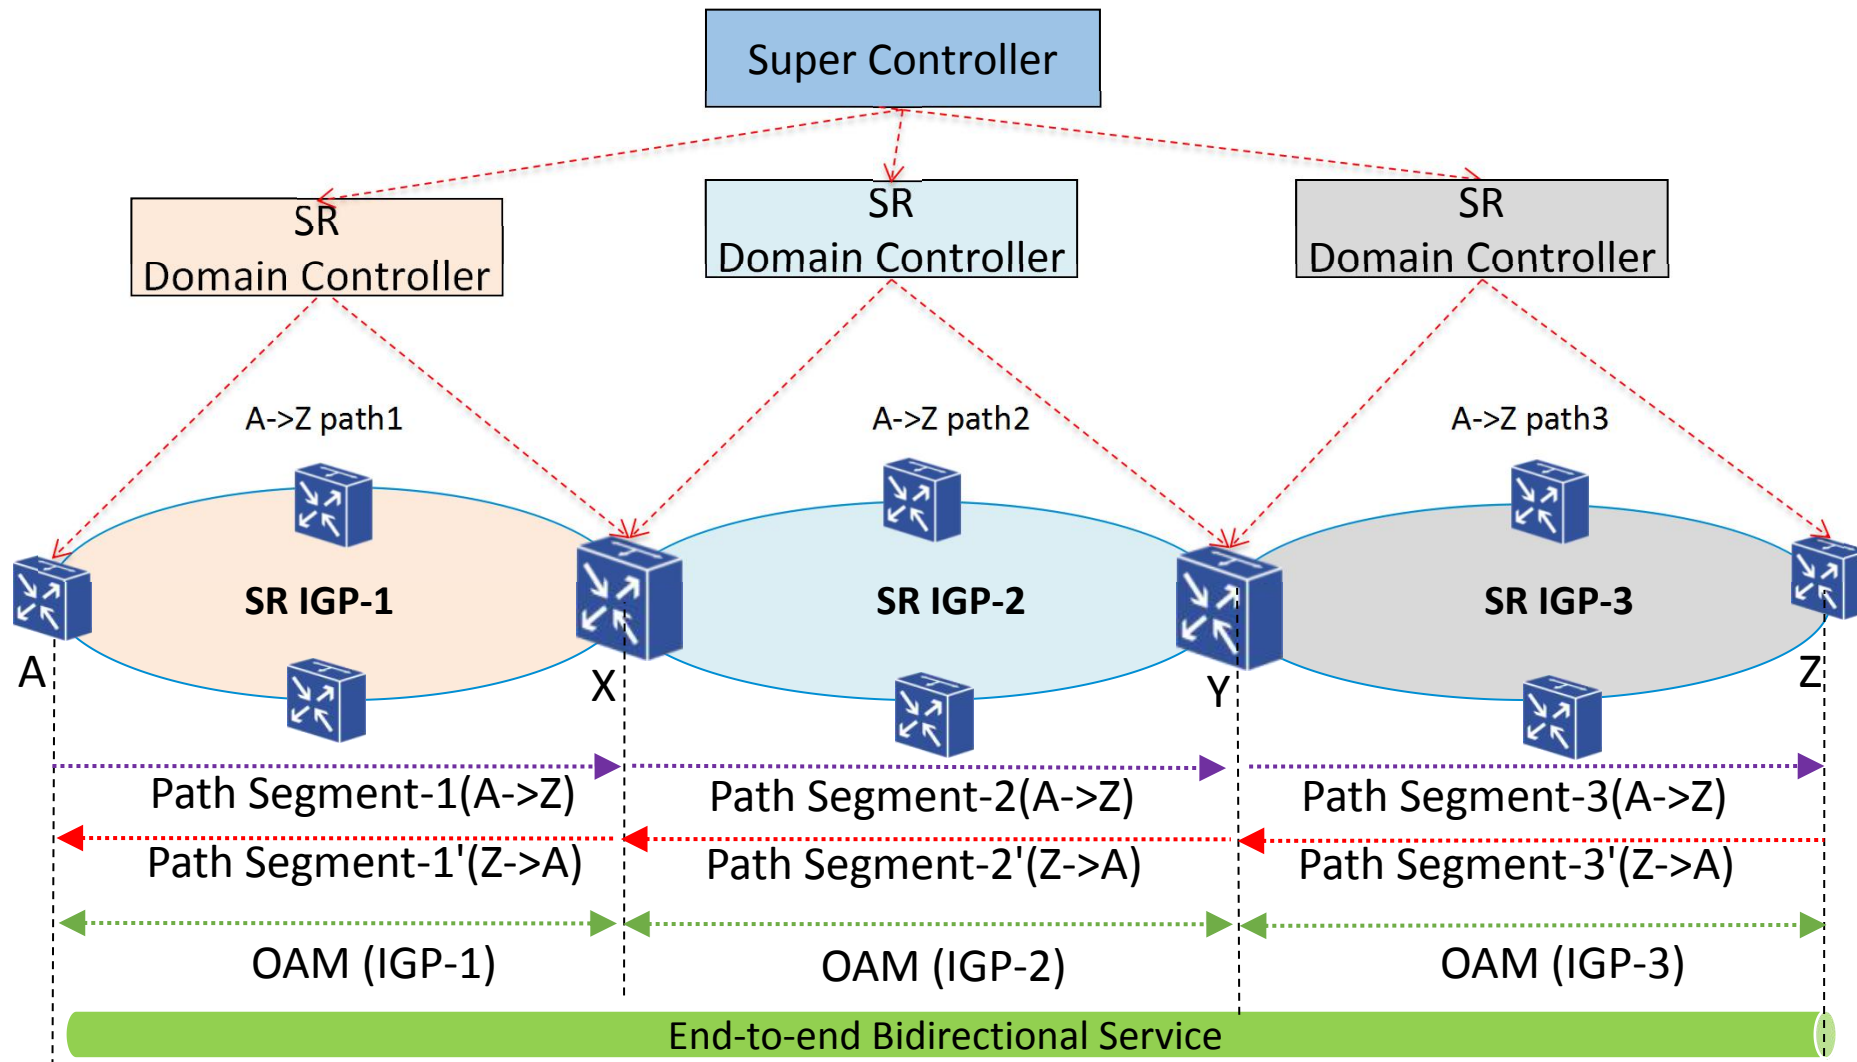 Super Controller
SR
Domain Controller
SR
Domain Controller
SR
Domain Controller
A->Z path1
A->Z path2
A->Z path3
SR IGP-1
SR IGP-2
SR IGP-3
A
X
Y
Z
Path Segment-1(A->Z)
Path Segment-2(A->Z)
Path Segment-3(A->Z)
Path Segment-1'(Z->A)
Path Segment-2'(Z->A)
Path Segment-3'(Z->A)
OAM (IGP-1)
OAM (IGP-2)
OAM (IGP-3)
End-to-end Bidirectional Service